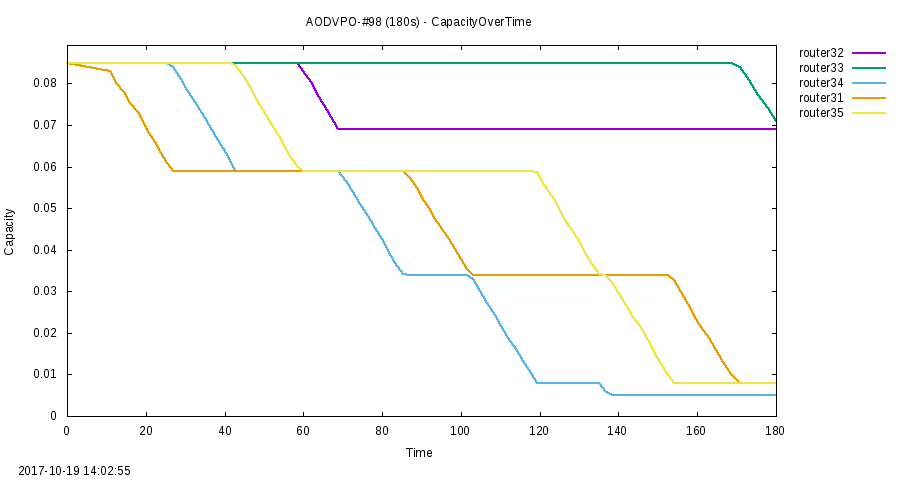 AODVPO-#98 (180s) - CapacityOverTime
router32
router33
router34
router31
router35
0.08
0.07
0.06
0.05
0.04
0.03
0.02
0.01
0
Capacity
0 20 40 60 80 100 120 140 160 180
Time
2017-10-19 14:02:55